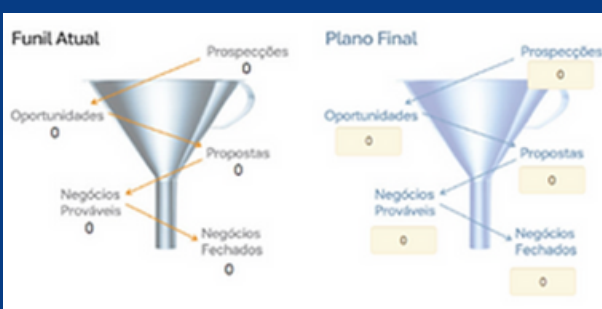 Funil Atual
Prospecções
0
Oportunidades
0
Propostas
0
Negócios
Prováveis
0
Negócios
Fechados
0
Plano Final
Prospecções
0
Oportunidades
0
Propostas
0
Negócios
Prováveis
0
Negócios
Fechados
0